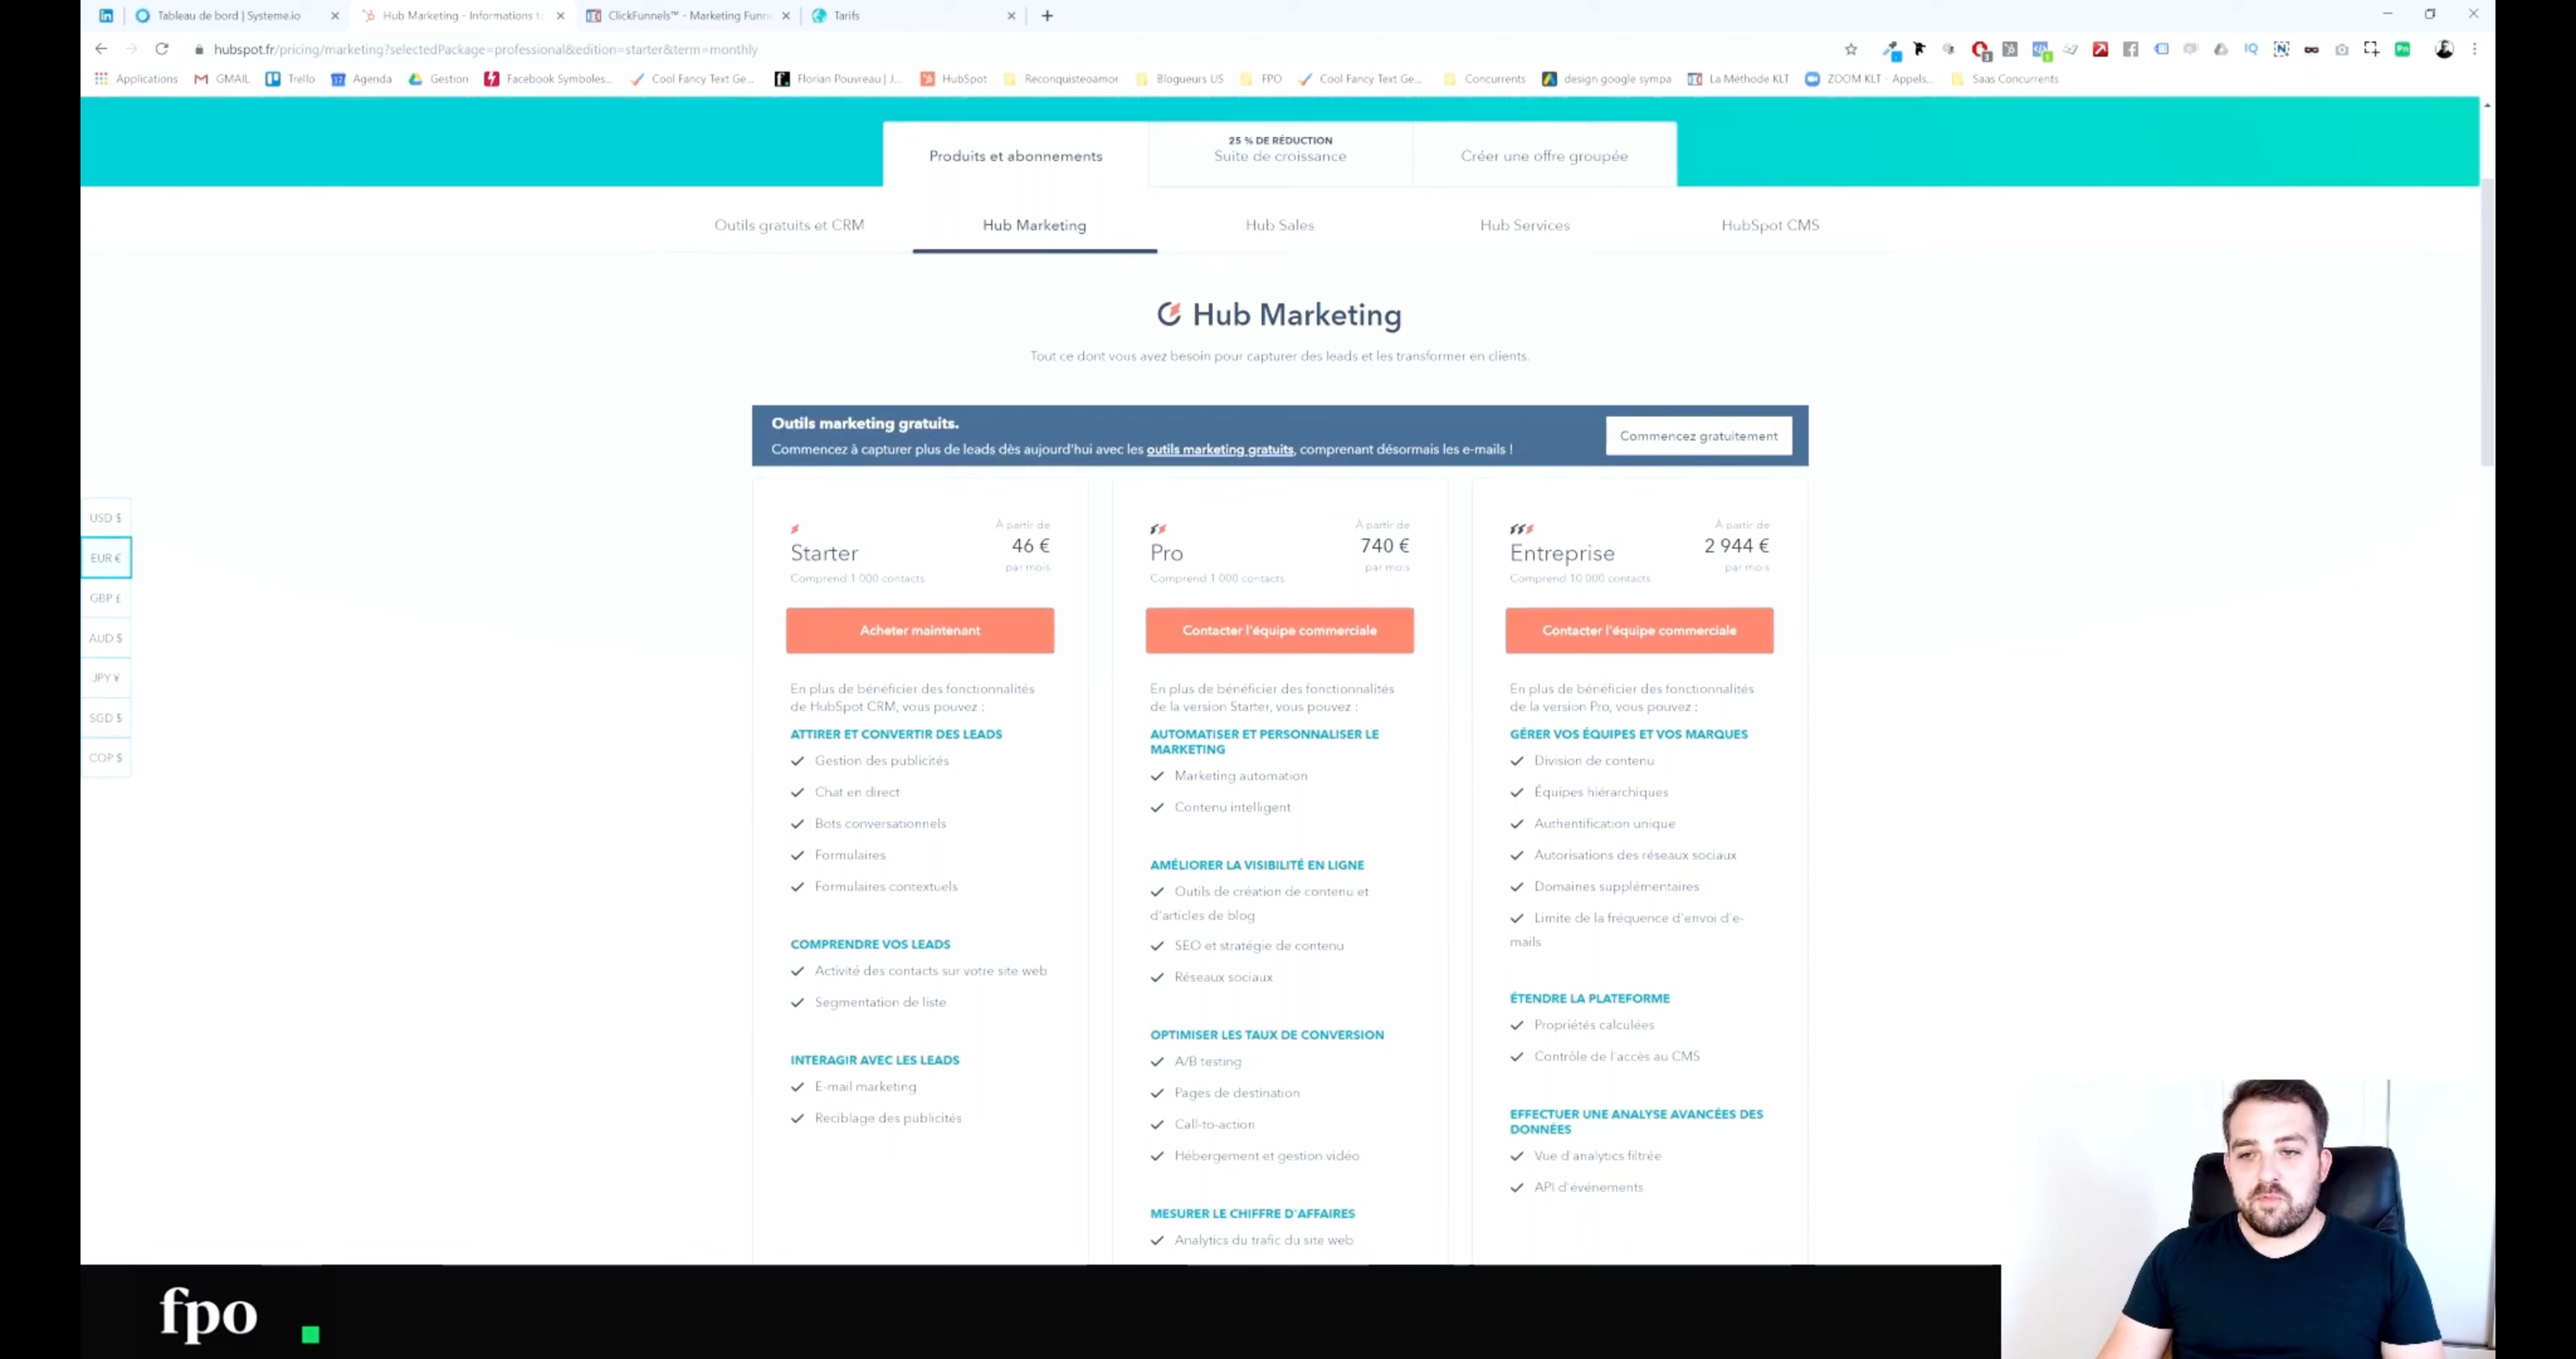 Tableau de bord | Systeme.io
Hub Marketing - Informations t
ClickFunnels™ - Marketing Funn
Tarifs
hubspot.fr/pricing/marketing?selectedPackage=professional&edition=starter&term=monthly
Applications
GMAIL
Trello
Agenda
Gestion
Facebook Symboles...
Cool Fancy Text Ge...
Florian Pouvreau | J...
HubSpot
Reconquisteoamor
Blogueurs US
FPO
Cool Fancy Text Ge...
Concurrents
design google sympa
La Méthode KLT
ZOOM KLT - Appels...
Saas Concurrents
Produits et abonnements
25 % DE RÉDUCTION
Suite de croissance
Créer une offre groupée
Outils gratuits et CRM
Hub Marketing
Hub Sales
Hub Services
HubSpot CMS
Hub Marketing
Tout ce dont vous avez besoin pour capturer des leads et les transformer en clients.
Outils marketing gratuits.
Commencez à capturer plus de leads dès aujourd'hui avec les outils marketing gratuits, comprenant désormais les e-mails !
Commencez gratuitement
USD $
EUR €
GBP £
AUD $
JPY ¥
SGD $
COP $
Starter
Comprend 1 000 contacts
À partir de
46 €
par mois
Acheter maintenant
En plus de bénéficier des fonctionnalités
de HubSpot CRM, vous pouvez :
ATTIRER ET CONVERTIR DES LEADS
Gestion des publicités
Chat en direct
Bots conversationnels
Formulaires
Formulaires contextuels
COMPRENDRE VOS LEADS
Activité des contacts sur votre site web
Segmentation de liste
INTERAGIR AVEC LES LEADS
E-mail marketing
Reciblage des publicités
Pro
Comprend 1 000 contacts
À partir de
740 €
par mois
Contacter l'équipe commerciale
En plus de bénéficier des fonctionnalités
de la version Starter, vous pouvez :
AUTOMATISER ET PERSONNALISER LE
MARKETING
Marketing automation
Contenu intelligent
AMÉLIORER LA VISIBILITÉ EN LIGNE
Outils de création de contenu et
d'articles de blog
SEO et stratégie de contenu
Réseaux sociaux
OPTIMISER LES TAUX DE CONVERSION
A/B testing
Pages de destination
Call-to-action
Hébergement et gestion vidéo
MESURER LE CHIFFRE D'AFFAIRES
Analytics du trafic du site web
Entreprise
Comprend 10 000 contacts
À partir de
2 944 €
par mois
Contacter l'équipe commerciale
En plus de bénéficier des fonctionnalités
de la version Pro, vous pouvez :
GÉRER VOS ÉQUIPES ET VOS MARQUES
Division de contenu
Équipes hiérarchiques
Authentification unique
Autorisations des réseaux sociaux
Domaines supplémentaires
Limite de la fréquence d'envoi d'e-
mails
ÉTENDRE LA PLATEFORME
Propriétés calculées
Contrôle de l'accès au CMS
EFFECTUER UNE ANALYSE AVANCÉES DES
DONNÉES
Vue d'analytics filtrée
API d'événements
fpo